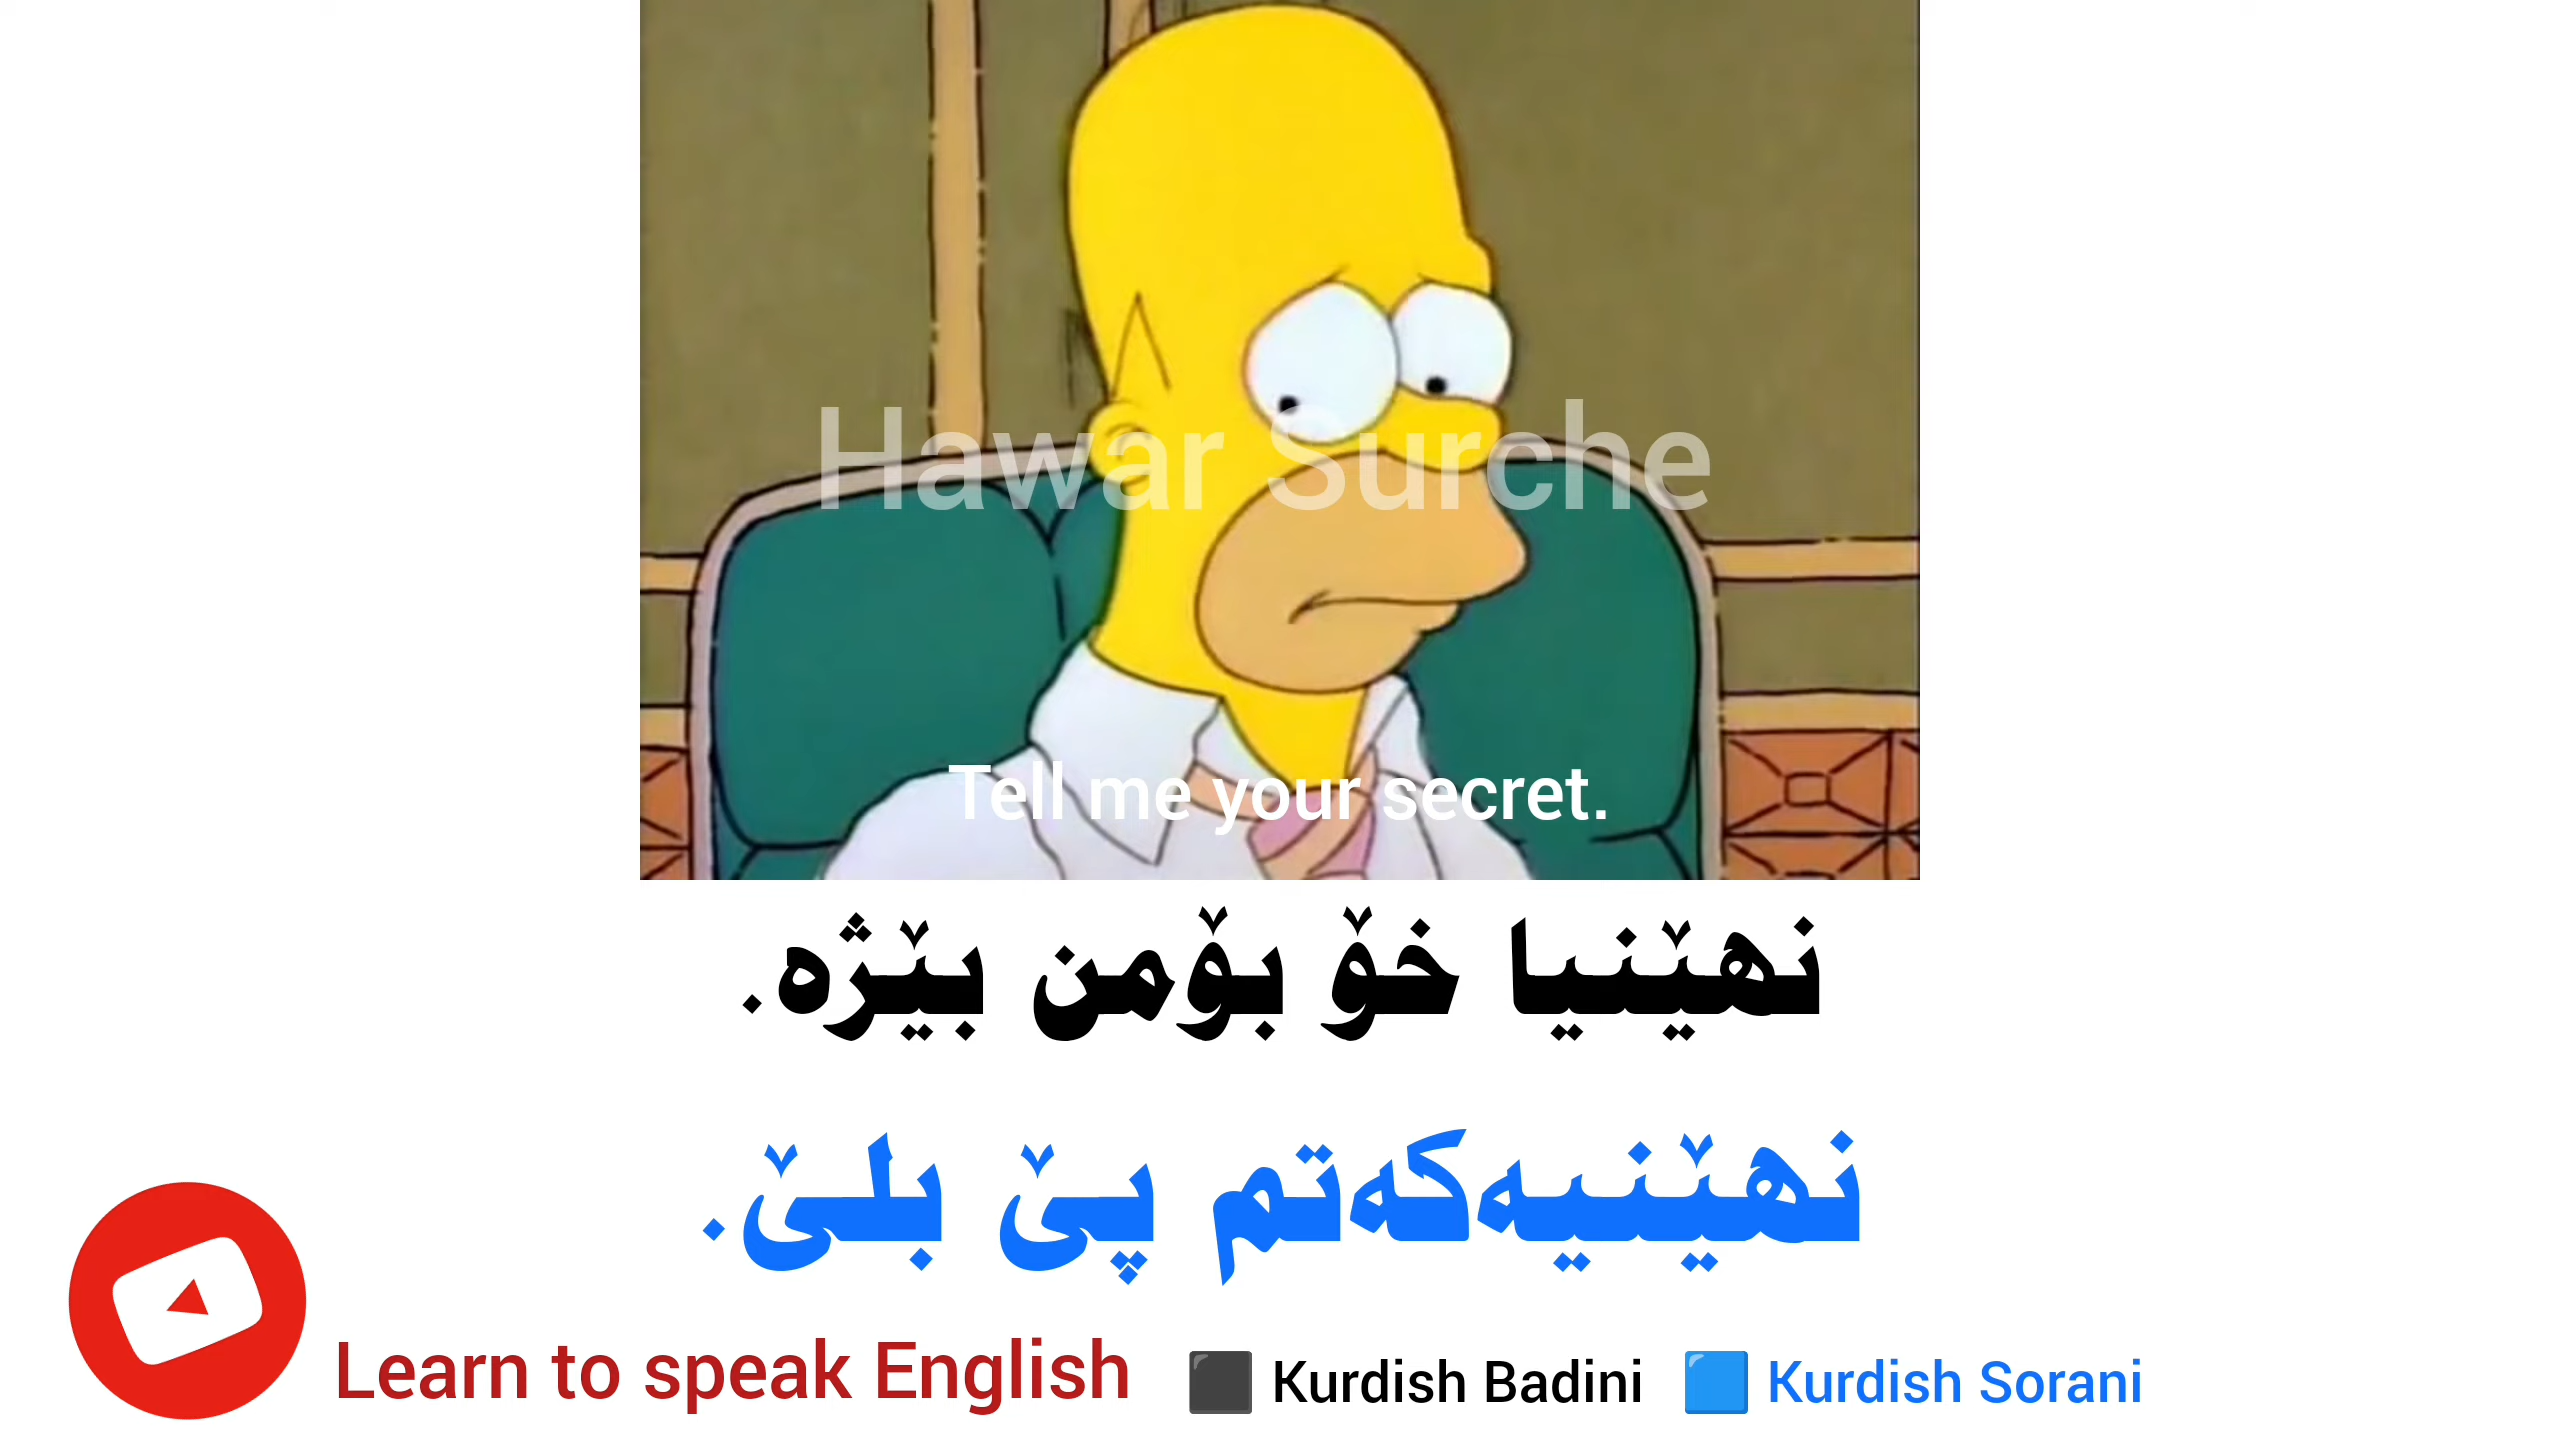 Hawar Surche
Tell me your secret.
نهێنیا خۆ بۆمن بێژە.
نهێنیەکەتم پێ بلێ.
Learn to speak English
Kurdish Badini
Kurdish Sorani